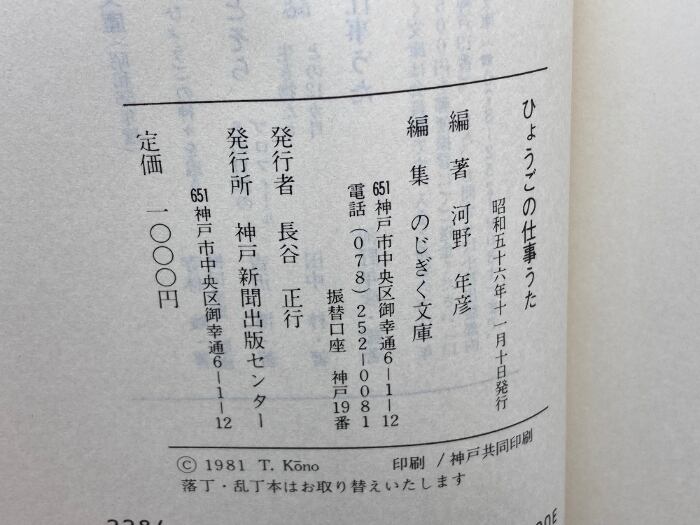 ひょうごの仕事うた
昭和五十六年十一月十日発行
編著 河野 年彦
編集 のじぎく文庫
651 神戸市中央区御幸通6-1-12
電話(078)252-0081
振替口座 神戸19番
発行者 長谷 正行
発行所 神戸新聞出版センター
651 神戸市中央区御幸通6-1-12
定価 一〇〇〇円
© 1981 T. Kōno 印刷/神戸共同印刷
落丁・乱丁本はお取り替えいたします